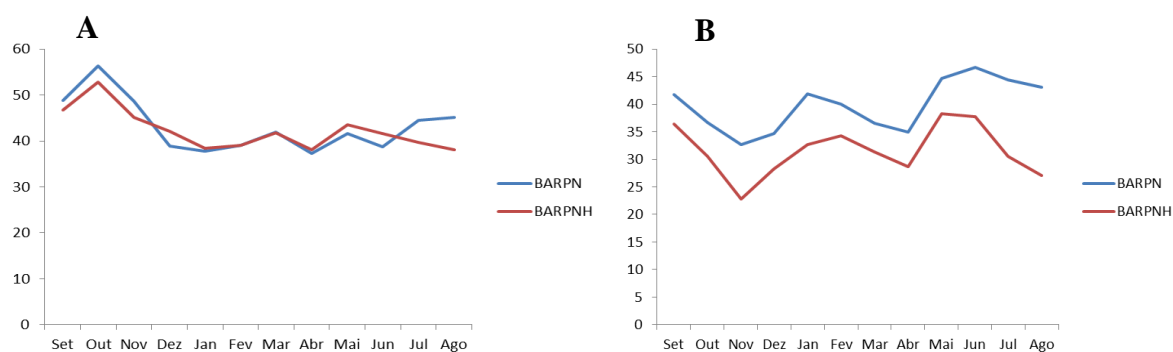 A
60
50
40
30
20
10
0
Set Out Nov Dez Jan Fev Mar Abr Mai Jun Jul Ago
BARPN
BARPNH
B
50
45
40
35
30
25
20
15
10
5
0
Set Out Nov Dez Jan Fev Mar Abr Mai Jun Jul Ago
BARPN
BARPNH